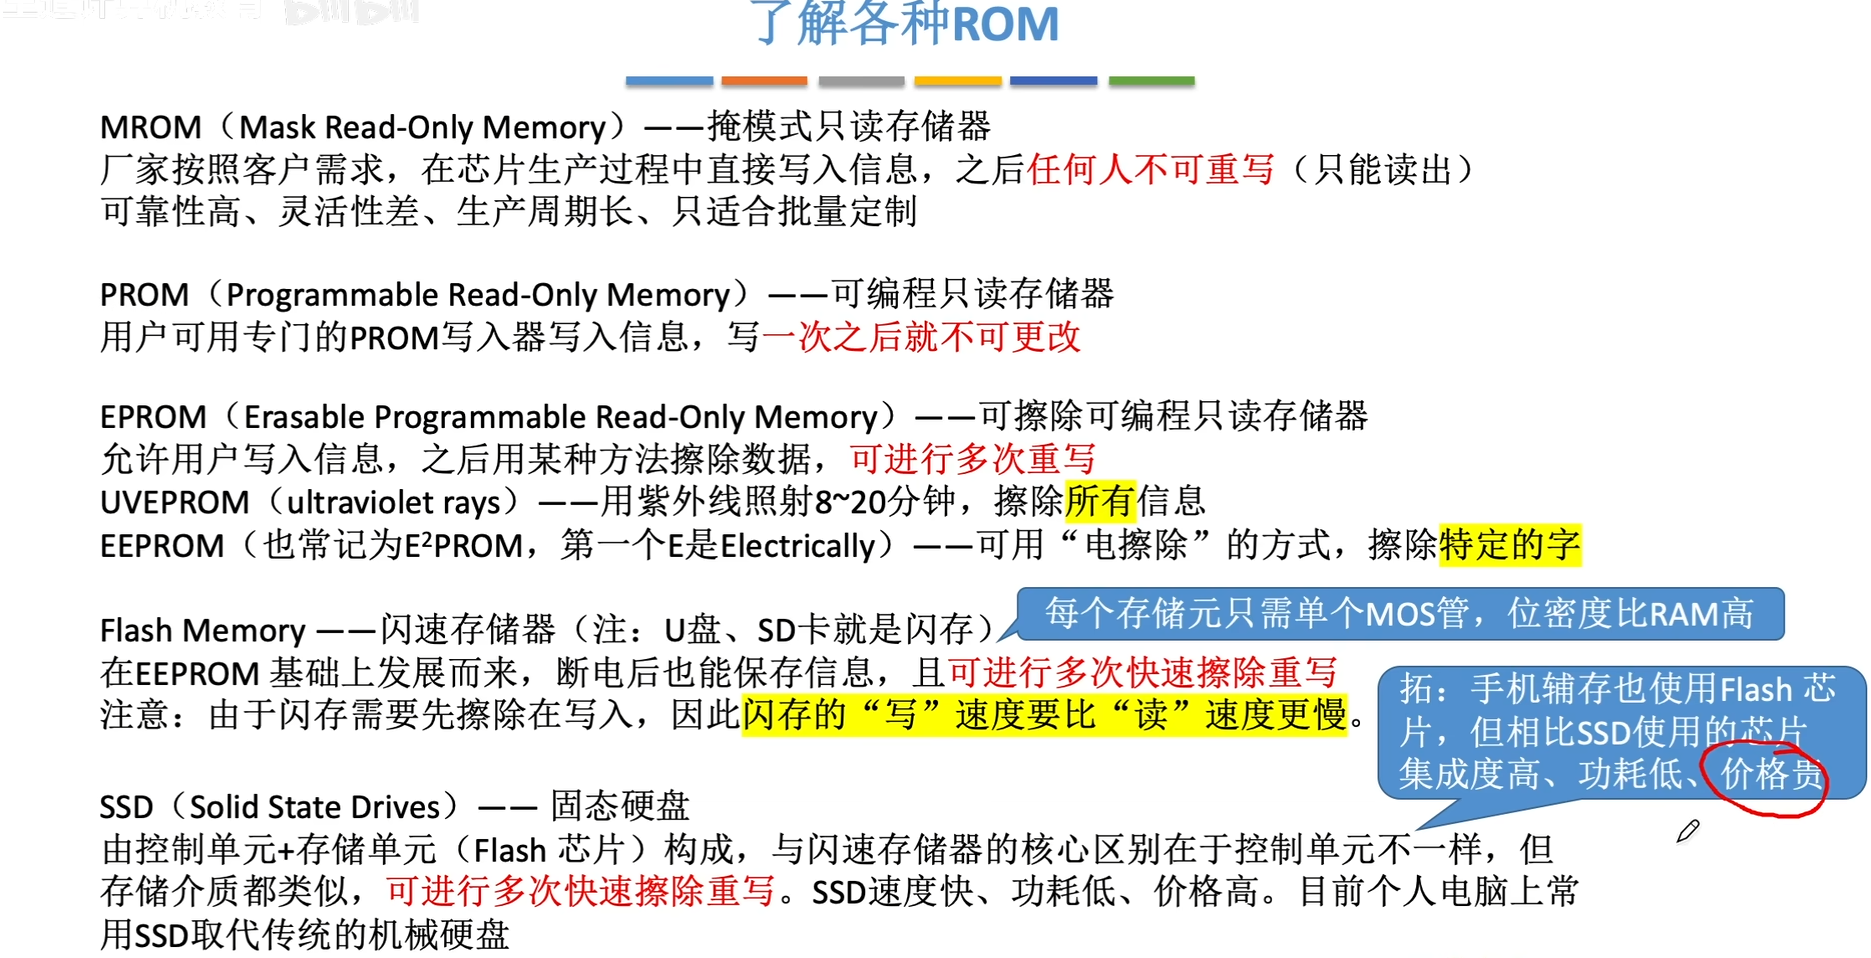 bilibili
了解各种ROM
MROM（Mask Read-Only Memory）——掩模式只读存储器
厂家按照客户需求，在芯片生产过程中直接写入信息，之后任何人不可重写（只能读出）
可靠性高、灵活性差、生产周期长、只适合批量定制
PROM（Programmable Read-Only Memory）——可编程只读存储器
用户可用专门的PROM写入器写入信息，写一次之后就不可更改
EPROM（Erasable Programmable Read-Only Memory）——可擦除可编程只读存储器
允许用户写入信息，之后用某种方法擦除数据，可进行多次重写
UVEPROM（ultraviolet rays）——用紫外线照射8~20分钟，擦除所有信息
EEPROM（也常记为E²PROM，第一个E是Electrically）——可用“电擦除”的方式，擦除特定的字
每个存储元只需单个MOS管，位密度比RAM高
Flash Memory ——闪速存储器（注：U盘、SD卡就是闪存）
在EEPROM 基础上发展而来，断电后也能保存信息，且可进行多次快速擦除重写
注意：由于闪存需要先擦除在写入，因此闪存的“写”速度要比“读”速度更慢。
拓：手机辅存也使用Flash 芯
片，但相比SSD使用的芯片
集成度高、功耗低、价格贵
SSD（Solid State Drives）—— 固态硬盘
由控制单元+存储单元（Flash 芯片）构成，与闪速存储器的核心区别在于控制单元不一样，但
存储介质都类似，可进行多次快速擦除重写。SSD速度快、功耗低、价格高。目前个人电脑上常
用SSD取代传统的机械硬盘